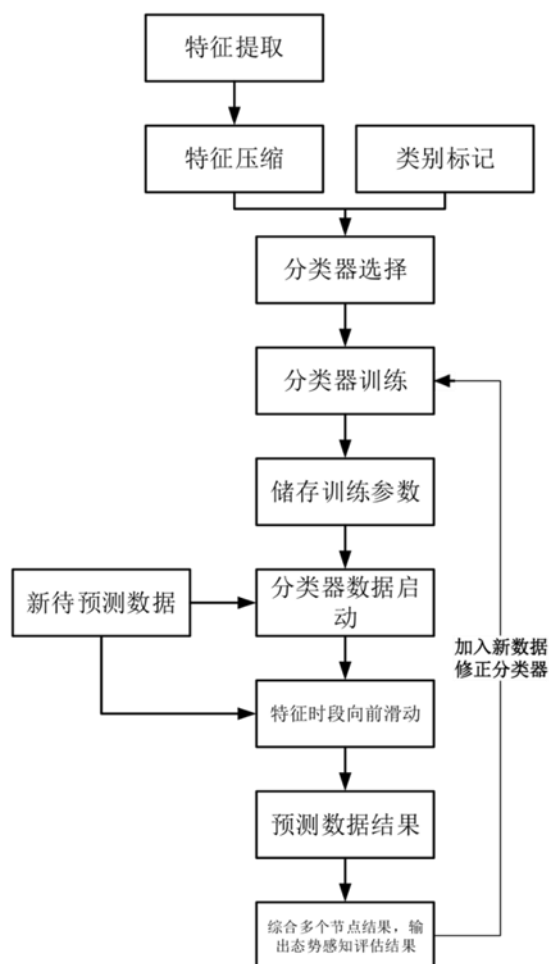 特征提取
特征压缩
类别标记
分类器选择
分类器训练
储存训练参数
新待预测数据
分类器数据启
动
加入新数据
修正分类器
特征时段向前滑动
预测数据结果
综合多个节点结果，输
出态势感知评估结果